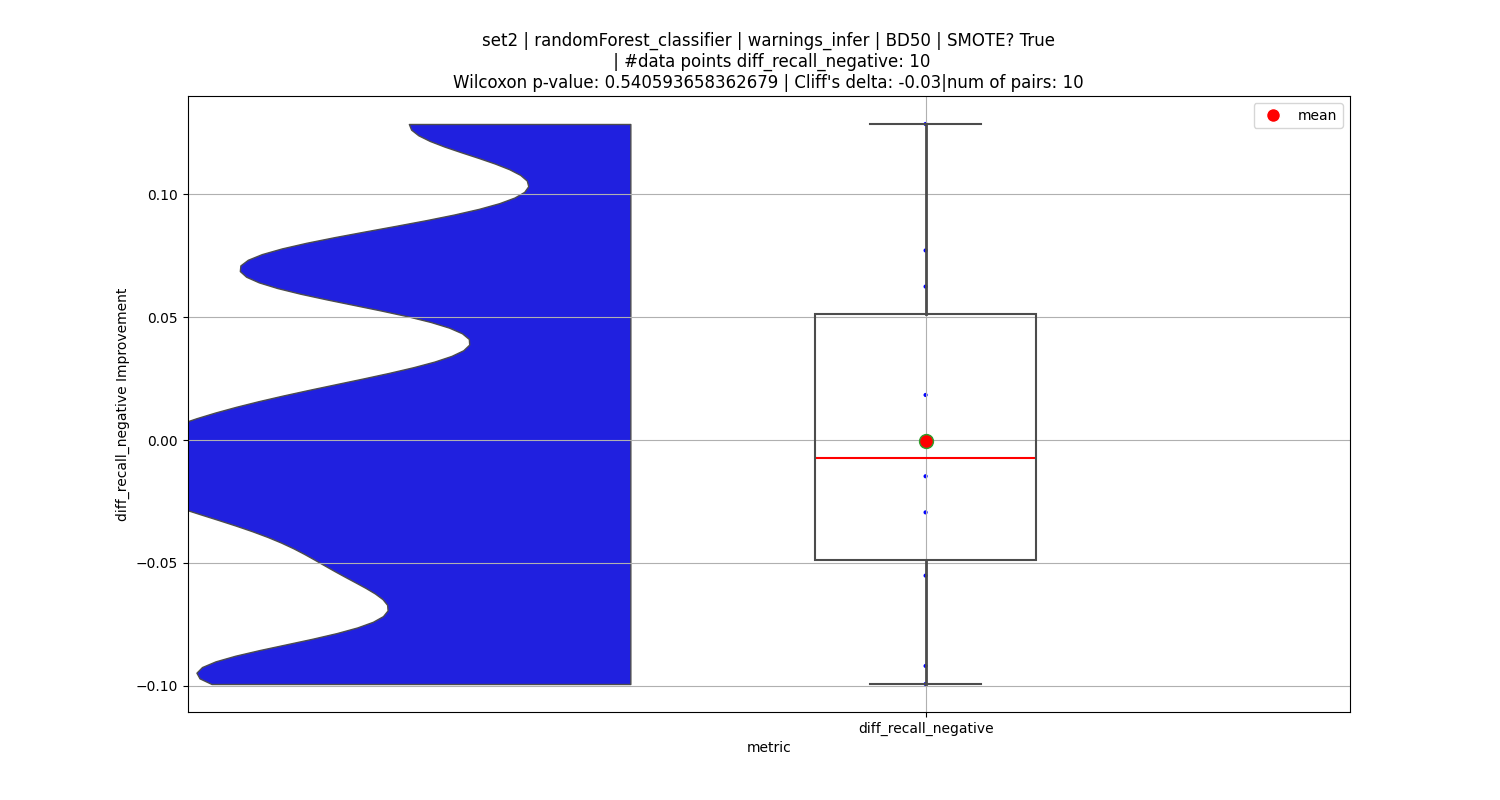 set2 | randomForest_classifier | warnings_infer | BD50 | SMOTE? True
| #data points diff_recall_negative: 10
Wilcoxon p-value: 0.540593658362679 | Cliff's delta: -0.03|num of pairs: 10
mean
0.10
0.05
0.00
−0.05
−0.10
diff_recall_negative Improvement
diff_recall_negative
metric